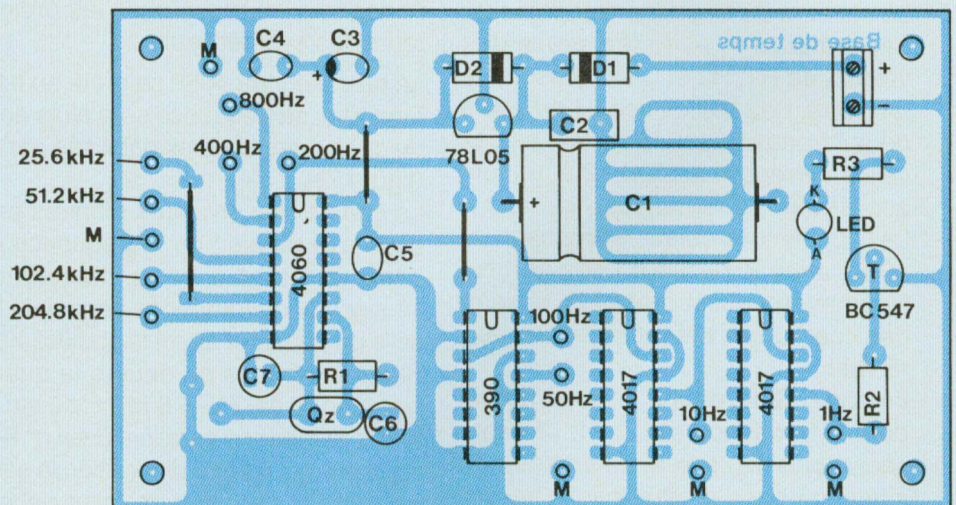 M
C4
C3
+
D2
D1
Base de temps
+
-
800Hz
C2
400Hz
200Hz
78L05
25.6kHz
51.2kHz
M
102.4kHz
204.8kHz
R3
+
C1
K
LED
A
4060
C5
T
BC547
100Hz
50Hz
10Hz
1Hz
390
4017
4017
C7
R1
Qz
C6
R2
M
M
M